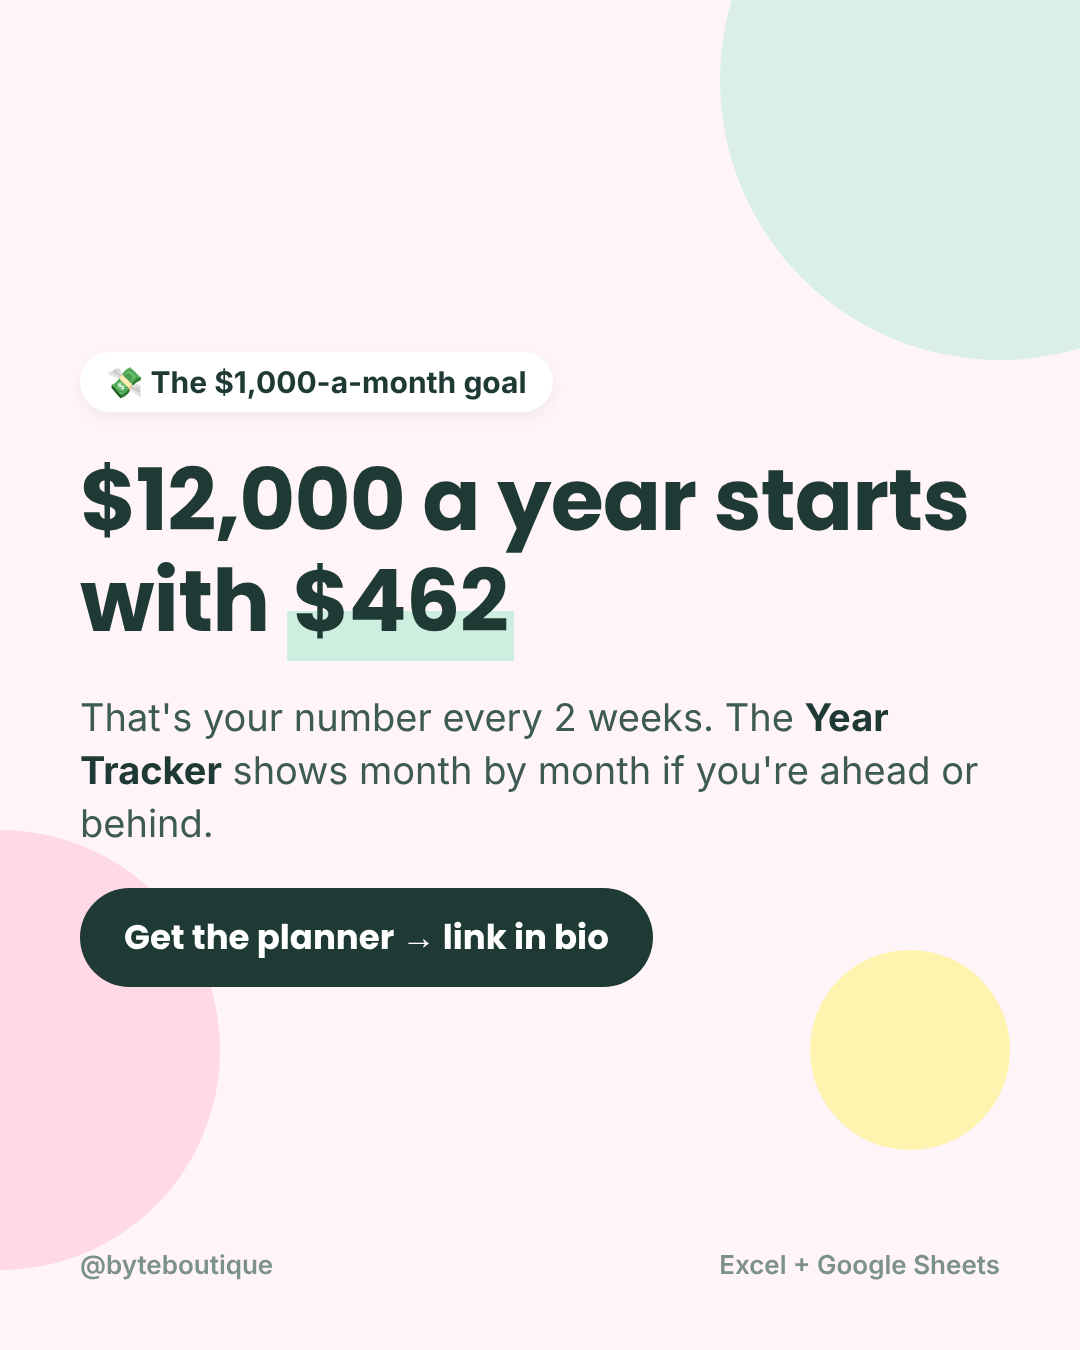 💸 The $1,000-a-month goal
$12,000 a year starts
with $462
That's your number every 2 weeks. The Year
Tracker shows month by month if you're ahead or
behind.
Get the planner → link in bio
@byteboutique
Excel + Google Sheets